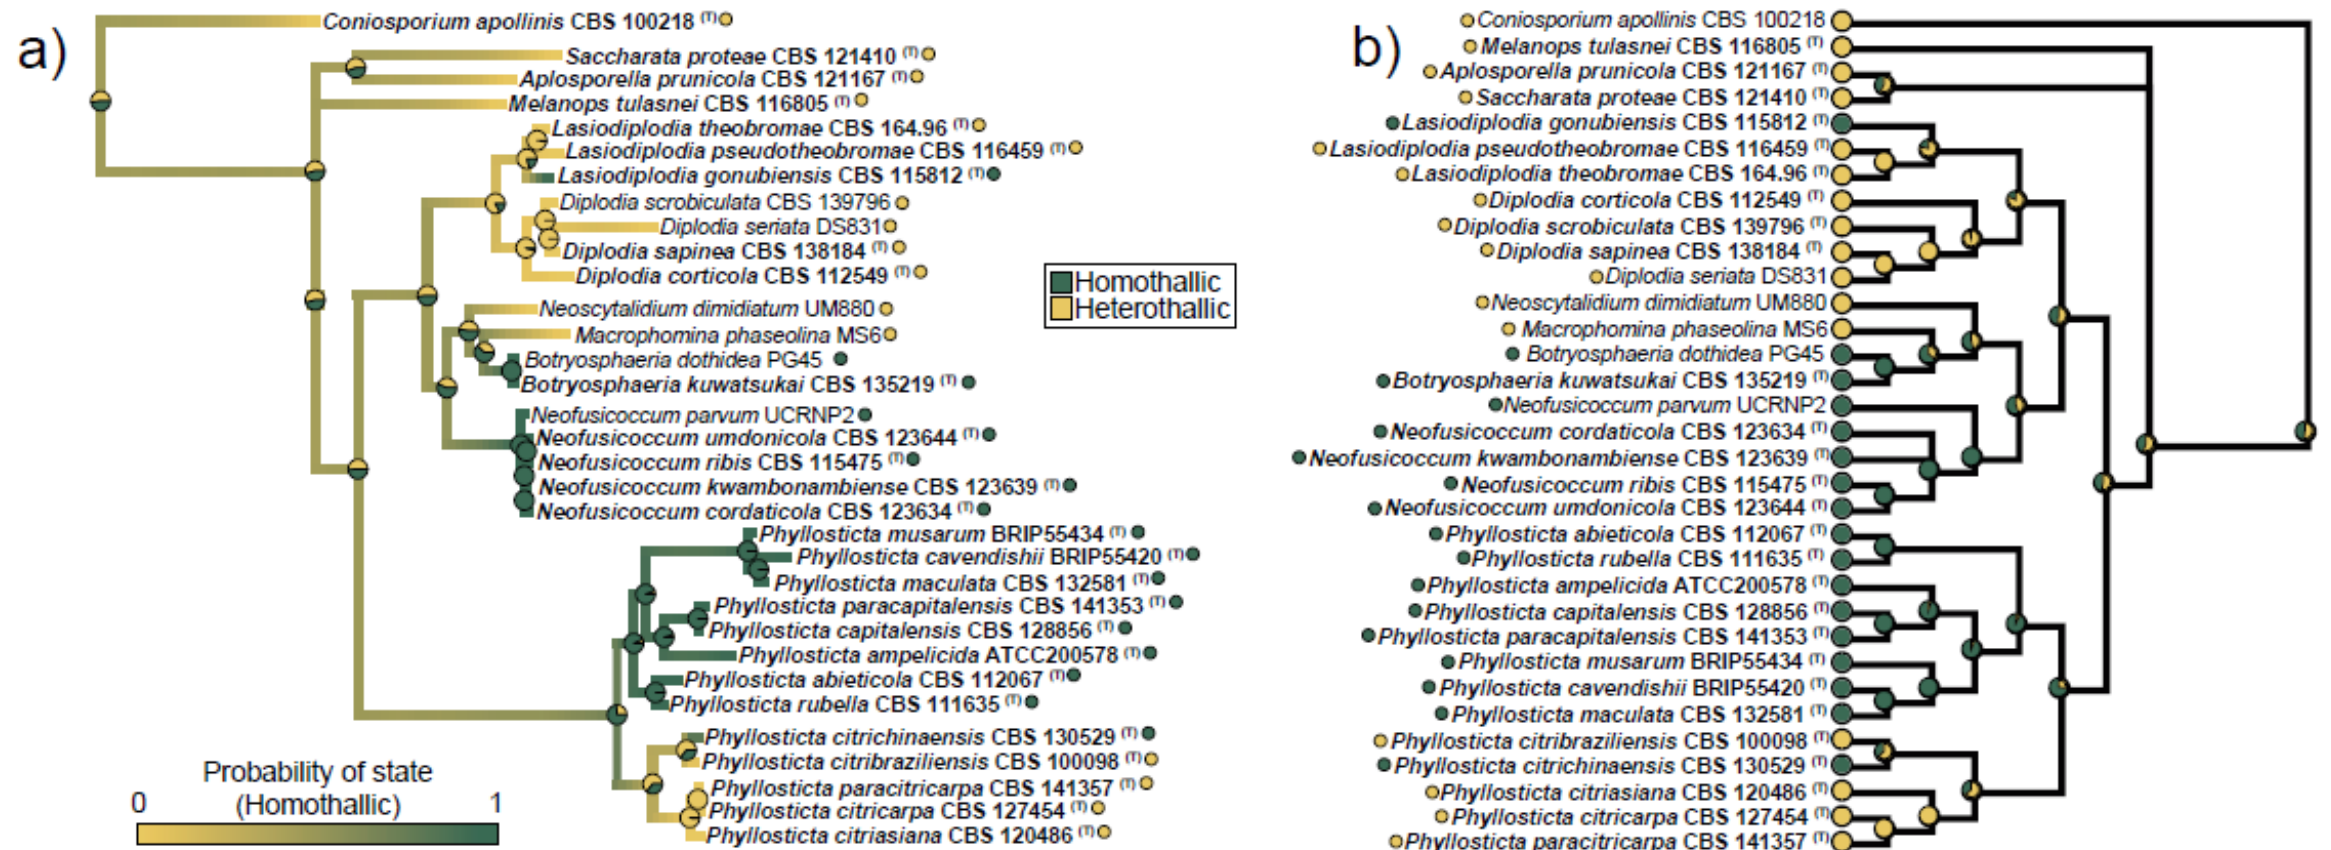 a)
Coniosporium apollinis CBS 100218 (T)
Saccharata proteae CBS 121410 (T)
Aplosporella prunicola CBS 121167 (T)
Melanops tulasnei CBS 116805 (T)
Lasiodiplodia theobromae CBS 164.96 (T)
Lasiodiplodia pseudotheobromae CBS 116459 (T)
Lasiodiplodia gonubiensis CBS 115812 (T)
Diplodia scrobiculata CBS 139796
Diplodia seriata DS831
Diplodia sapinea CBS 138184 (T)
Diplodia corticola CBS 112549 (T)
Neoscytalidium dimidiatum UM880
Macrophomina phaseolina MS6
Botryosphaeria dothidea PG45
Botryosphaeria kuwatsukai CBS 135219 (T)
Neofusicoccum parvum UCRNP2
Neofusicoccum umdonicola CBS 123644 (T)
Neofusicoccum ribis CBS 115475 (T)
Neofusicoccum kwambonambiense CBS 123639 (T)
Neofusicoccum cordaticola CBS 123634 (T)
Phyllosticta musarum BRIP55434 (T)
Phyllosticta cavendishii BRIP55420 (T)
Phyllosticta maculata CBS 132581 (T)
Phyllosticta paracapitalensis CBS 141353 (T)
Phyllosticta capitalensis CBS 128856 (T)
Phyllosticta ampelicida ATCC200578 (T)
Phyllosticta abieticola CBS 112067 (T)
Phyllosticta rubella CBS 111635 (T)
Phyllosticta citrichinaensis CBS 130529 (T)
Phyllosticta citribraziliensis CBS 100098 (T)
Phyllosticta paracitricarpa CBS 141357 (T)
Phyllosticta citricarpa CBS 127454 (T)
Phyllosticta citriasiana CBS 120486 (T)
Probability of state
(Homothallic)
0 1
Homothallic
Heterothallic
b)
Coniosporium apollinis CBS 100218
Melanops tulasnei CBS 116805 (T)
Aplosporella prunicola CBS 121167 (T)
Saccharata proteae CBS 121410 (T)
Lasiodiplodia gonubiensis CBS 115812 (T)
Lasiodiplodia pseudotheobromae CBS 116459 (T)
Lasiodiplodia theobromae CBS 164.96 (T)
Diplodia corticola CBS 112549 (T)
Diplodia scrobiculata CBS 139796 (T)
Diplodia sapinea CBS 138184 (T)
Diplodia seriata DS831
Neoscytalidium dimidiatum UM880
Macrophomina phaseolina MS6
Botryosphaeria dothidea PG45
Botryosphaeria kuwatsukai CBS 135219 (T)
Neofusicoccum parvum UCRNP2
Neofusicoccum cordaticola CBS 123634 (T)
Neofusicoccum kwambonambiense CBS 123639 (T)
Neofusicoccum ribis CBS 115475 (T)
Neofusicoccum umdonicola CBS 123644 (T)
Phyllosticta abieticola CBS 112067 (T)
Phyllosticta rubella CBS 111635 (T)
Phyllosticta ampelicida ATCC200578 (T)
Phyllosticta capitalensis CBS 128856 (T)
Phyllosticta paracapitalensis CBS 141353 (T)
Phyllosticta musarum BRIP55434 (T)
Phyllosticta cavendishii BRIP55420 (T)
Phyllosticta maculata CBS 132581 (T)
Phyllosticta citribraziliensis CBS 100098 (T)
Phyllosticta citrichinaensis CBS 130529 (T)
Phyllosticta citriasiana CBS 120486 (T)
Phyllosticta citricarpa CBS 127454 (T)
Phyllosticta paracitricarpa CBS 141357 (T)